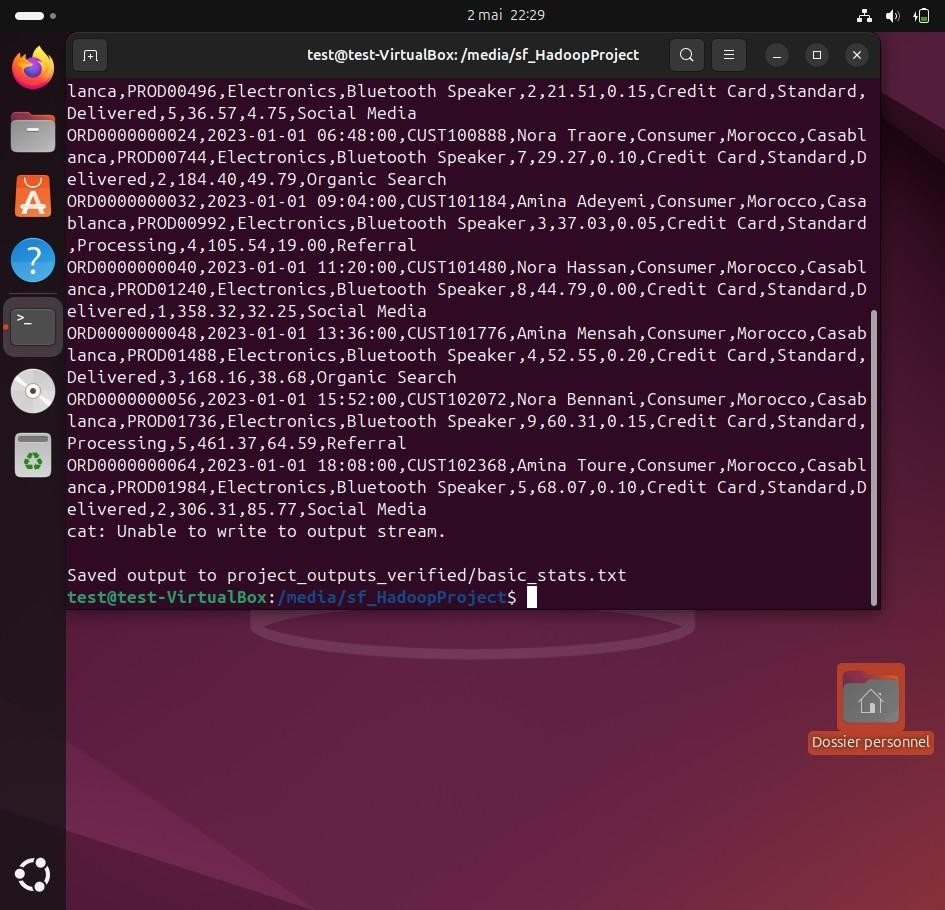 2 mai 22:29
test@test-VirtualBox: /media/sf_HadoopProject
lanca,PROD00496,Electronics,Bluetooth Speaker,2,21.51,0.15,Credit Card,Standard,
Delivered,5,36.57,4.75,Social Media
ORD0000000024,2023-01-01 06:48:00,CUST100888,Nora Traore,Consumer,Morocco,Casabl
anca,PROD00744,Electronics,Bluetooth Speaker,7,29.27,0.10,Credit Card,Standard,D
elivered,2,184.40,49.79,Organic Search
ORD0000000032,2023-01-01 09:04:00,CUST101184,Amina Adeyemi,Consumer,Morocco,Casa
blanca,PROD00992,Electronics,Bluetooth Speaker,3,37.03,0.05,Credit Card,Standard
,Processing,4,105.54,19.00,Referral
ORD0000000040,2023-01-01 11:20:00,CUST101480,Nora Hassan,Consumer,Morocco,Casabl
anca,PROD01240,Electronics,Bluetooth Speaker,8,44.79,0.00,Credit Card,Standard,D
elivered,1,358.32,32.25,Social Media
ORD0000000048,2023-01-01 13:36:00,CUST101776,Amina Mensah,Consumer,Morocco,Casab
lanca,PROD01488,Electronics,Bluetooth Speaker,4,52.55,0.20,Credit Card,Standard,
Delivered,3,168.16,38.68,Organic Search
ORD0000000056,2023-01-01 15:52:00,CUST102072,Nora Bennani,Consumer,Morocco,Casab
lanca,PROD01736,Electronics,Bluetooth Speaker,9,60.31,0.15,Credit Card,Standard,
Processing,5,461.37,64.59,Referral
ORD0000000064,2023-01-01 18:08:00,CUST102368,Amina Toure,Consumer,Morocco,Casabl
anca,PROD01984,Electronics,Bluetooth Speaker,5,68.07,0.10,Credit Card,Standard,D
elivered,2,306.31,85.77,Social Media
cat: Unable to write to output stream.
Saved output to project_outputs_verified/basic_stats.txt
test@test-VirtualBox:/media/sf_HadoopProject$
Dossier personnel